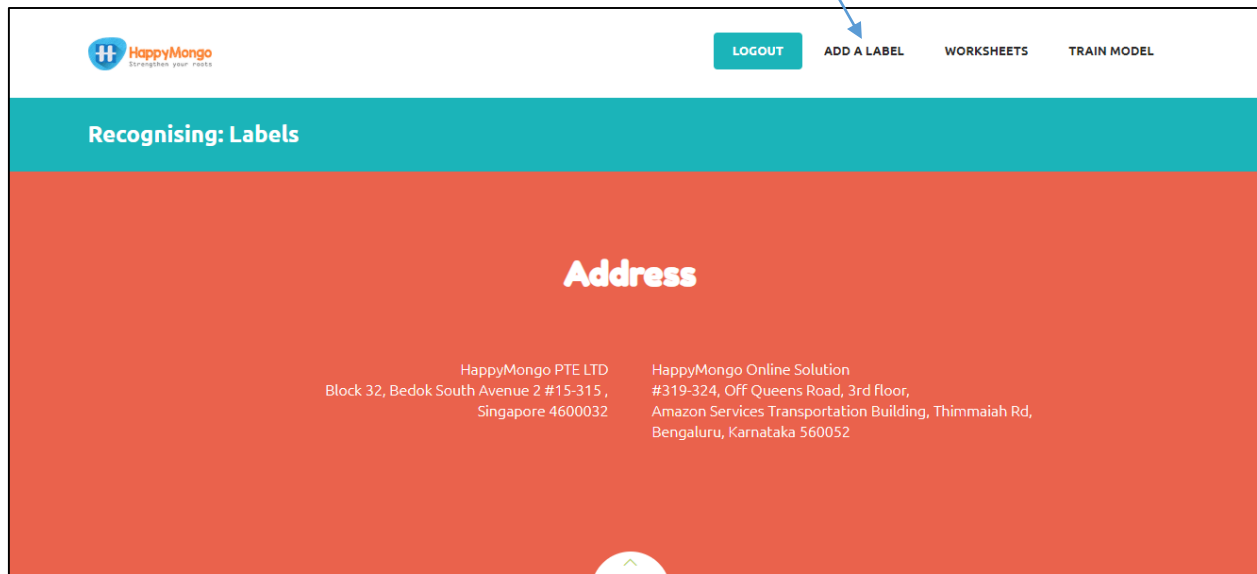 HappyMongo
Strengthen your roots
LOGOUT ADD A LABEL WORKSHEETS TRAIN MODEL
Recognising: Labels
Address
HappyMongo PTE LTD
Block 32, Bedok South Avenue 2 #15-315 ,
Singapore 4600032
HappyMongo Online Solution
#319-324, Off Queens Road, 3rd floor,
Amazon Services Transportation Building, Thimmaiah Rd,
Bengaluru, Karnataka 560052